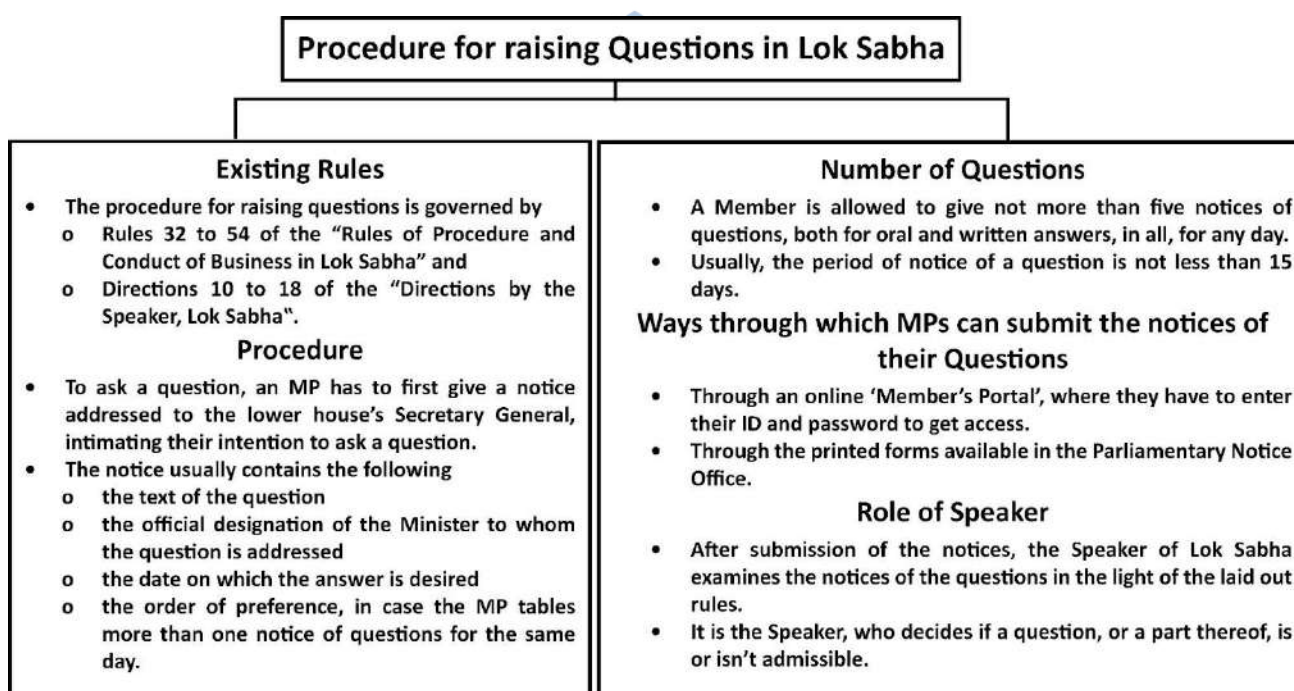 Procedure for raising Questions in Lok Sabha
Existing Rules
• The procedure for raising questions is governed by
o Rules 32 to 54 of the “Rules of Procedure and
Conduct of Business in Lok Sabha” and
o Directions 10 to 18 of the “Directions by the
Speaker, Lok Sabha“.
Procedure
• To ask a question, an MP has to first give a notice
addressed to the lower house’s Secretary General,
intimating their intention to ask a question.
• The notice usually contains the following
o the text of the question
o the official designation of the Minister to whom
the question is addressed
o the date on which the answer is desired
o the order of preference, in case the MP tables
more than one notice of questions for the same
day.
Number of Questions
• A Member is allowed to give not more than five notices of
questions, both for oral and written answers, in all, for any day.
• Usually, the period of notice of a question is not less than 15
days.
Ways through which MPs can submit the notices of
their Questions
• Through an online ‘Member’s Portal’, where they have to enter
their ID and password to get access.
• Through the printed forms available in the Parliamentary Notice
Office.
Role of Speaker
• After submission of the notices, the Speaker of Lok Sabha
examines the notices of the questions in the light of the laid out
rules.
• It is the Speaker, who decides if a question, or a part thereof, is
or isn’t admissible.